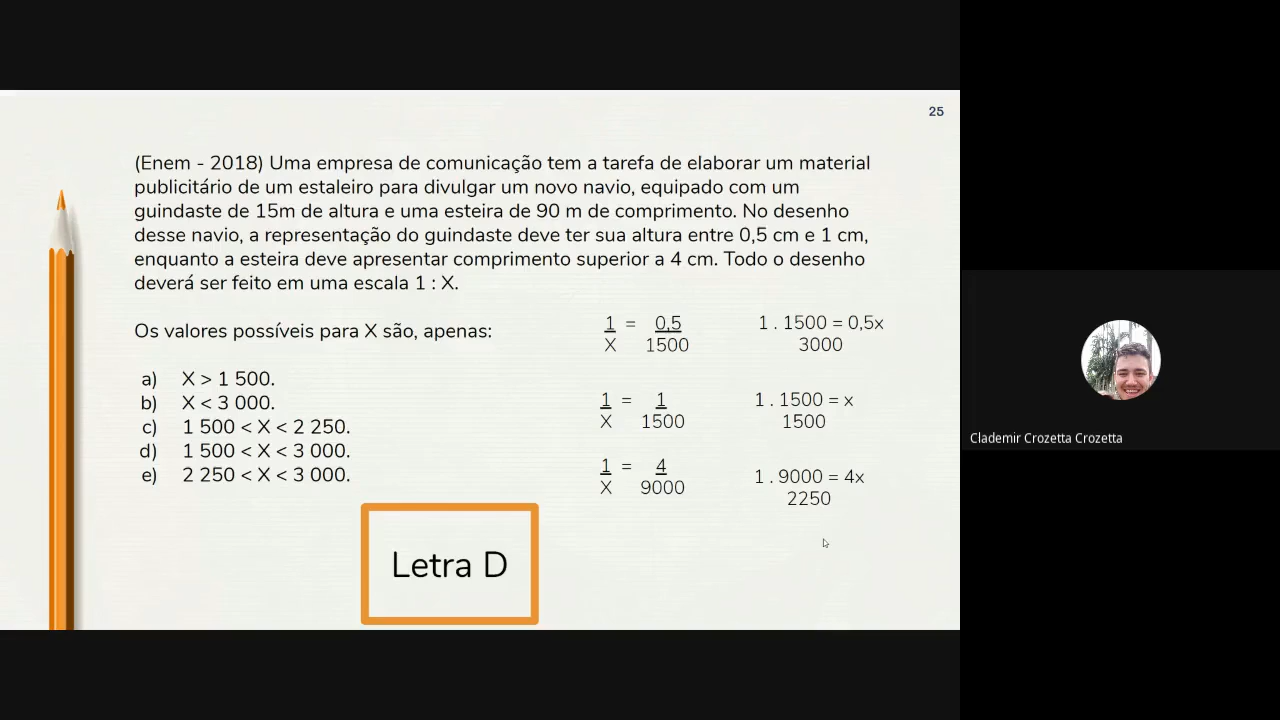 25
(Enem - 2018) Uma empresa de comunicação tem a tarefa de elaborar um material
publicitário de um estaleiro para divulgar um novo navio, equipado com um
guindaste de 15m de altura e uma esteira de 90 m de comprimento. No desenho
desse navio, a representação do guindaste deve ter sua altura entre 0,5 cm e 1 cm,
enquanto a esteira deve apresentar comprimento superior a 4 cm. Todo o desenho
deverá ser feito em uma escala 1 : X.
Os valores possíveis para X são, apenas:
a) X > 1 500.
b) X < 3 000.
c) 1 500 < X < 2 250.
d) 1 500 < X < 3 000.
e) 2 250 < X < 3 000.
1 = 0,5
X 1500
1 . 1500 = 0,5x
3000
1 = 1
X 1500
1 . 1500 = x
1500
1 = 4
X 9000
1 . 9000 = 4x
2250
Letra D
Clademir Crozetta Crozetta